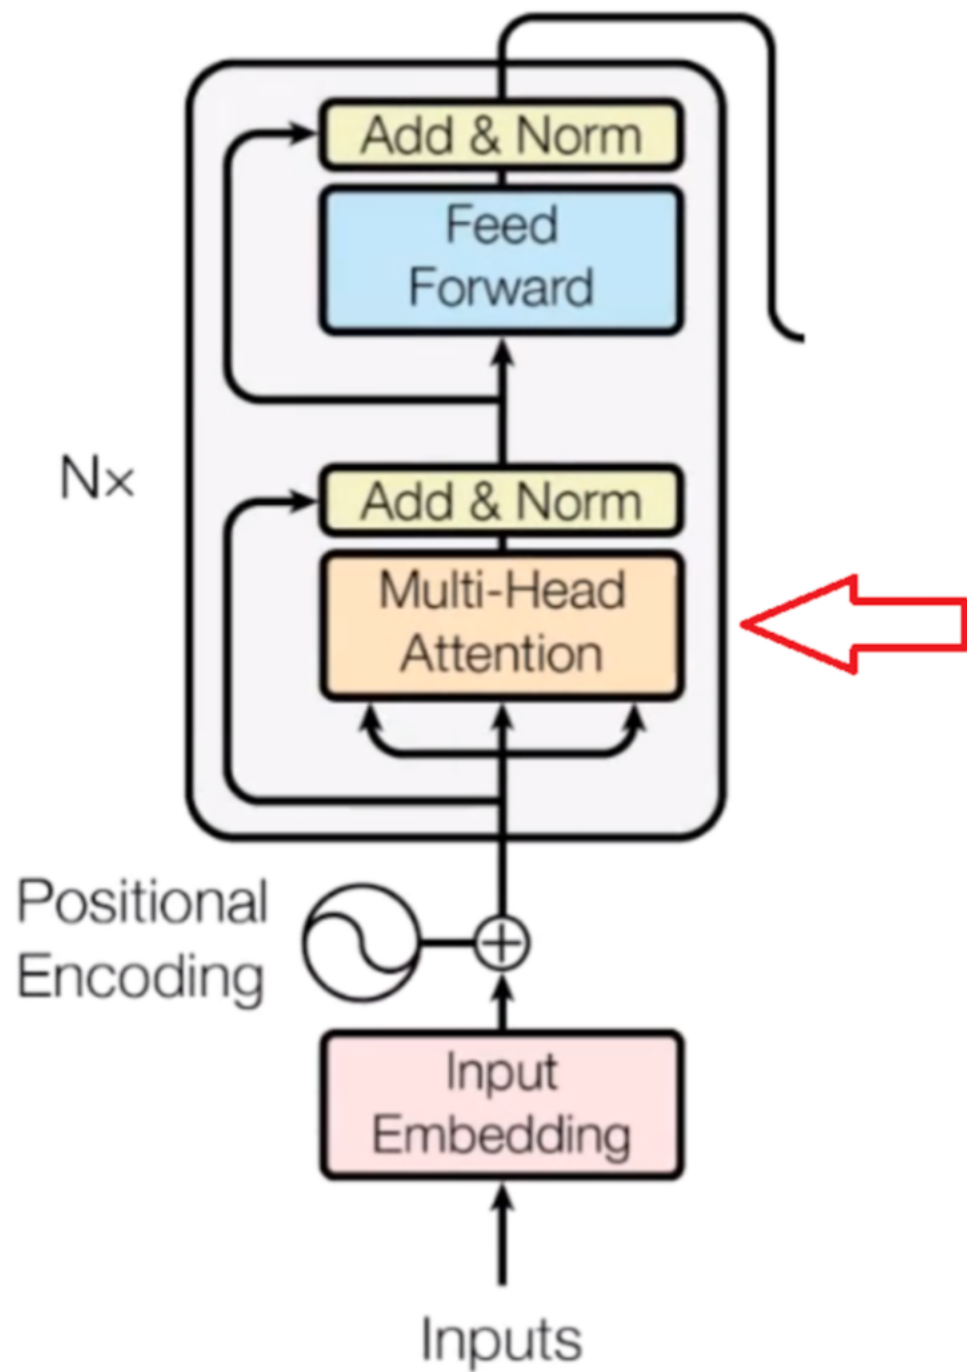 Add & Norm
Feed
Forward
Nx
Add & Norm
Multi-Head
Attention
Positional
Encoding
Input
Embedding
Inputs